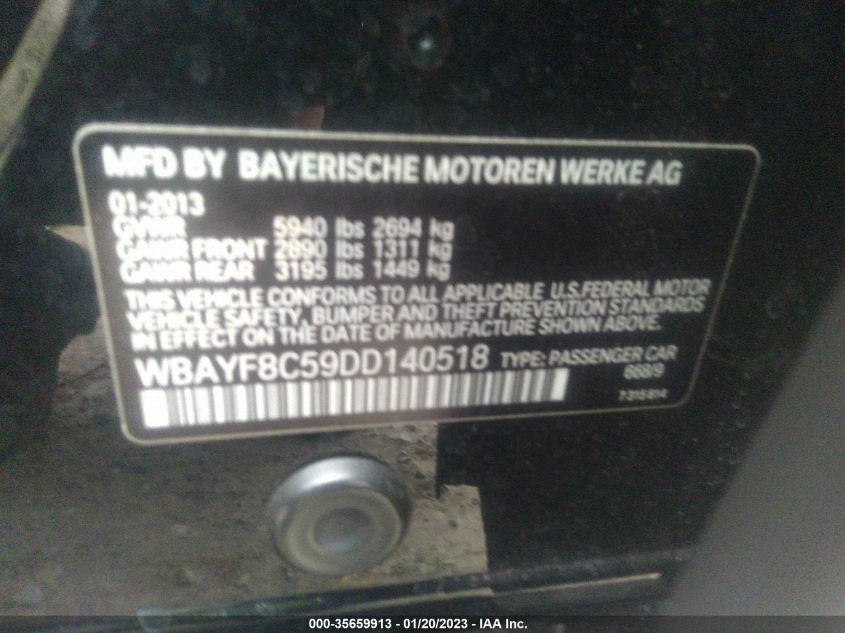 MFD BY BAYERISCHE MOTOREN WERKE AG
01-2013
GVWR 5940 lbs 2694 kg
GAWR FRONT 2890 lbs 1311 kg
GAWR REAR 3195 lbs 1449 kg
THIS VEHICLE CONFORMS TO ALL APPLICABLE U.S.FEDERAL MOTOR
VEHICLE SAFETY, BUMPER AND THEFT PREVENTION STANDARDS
IN EFFECT ON THE DATE OF MANUFACTURE SHOWN ABOVE.
WBAYF8C59DD140518 TYPE: PASSENGER CAR
668/9
000-35659913 - 01/20/2023 - IAA Inc.